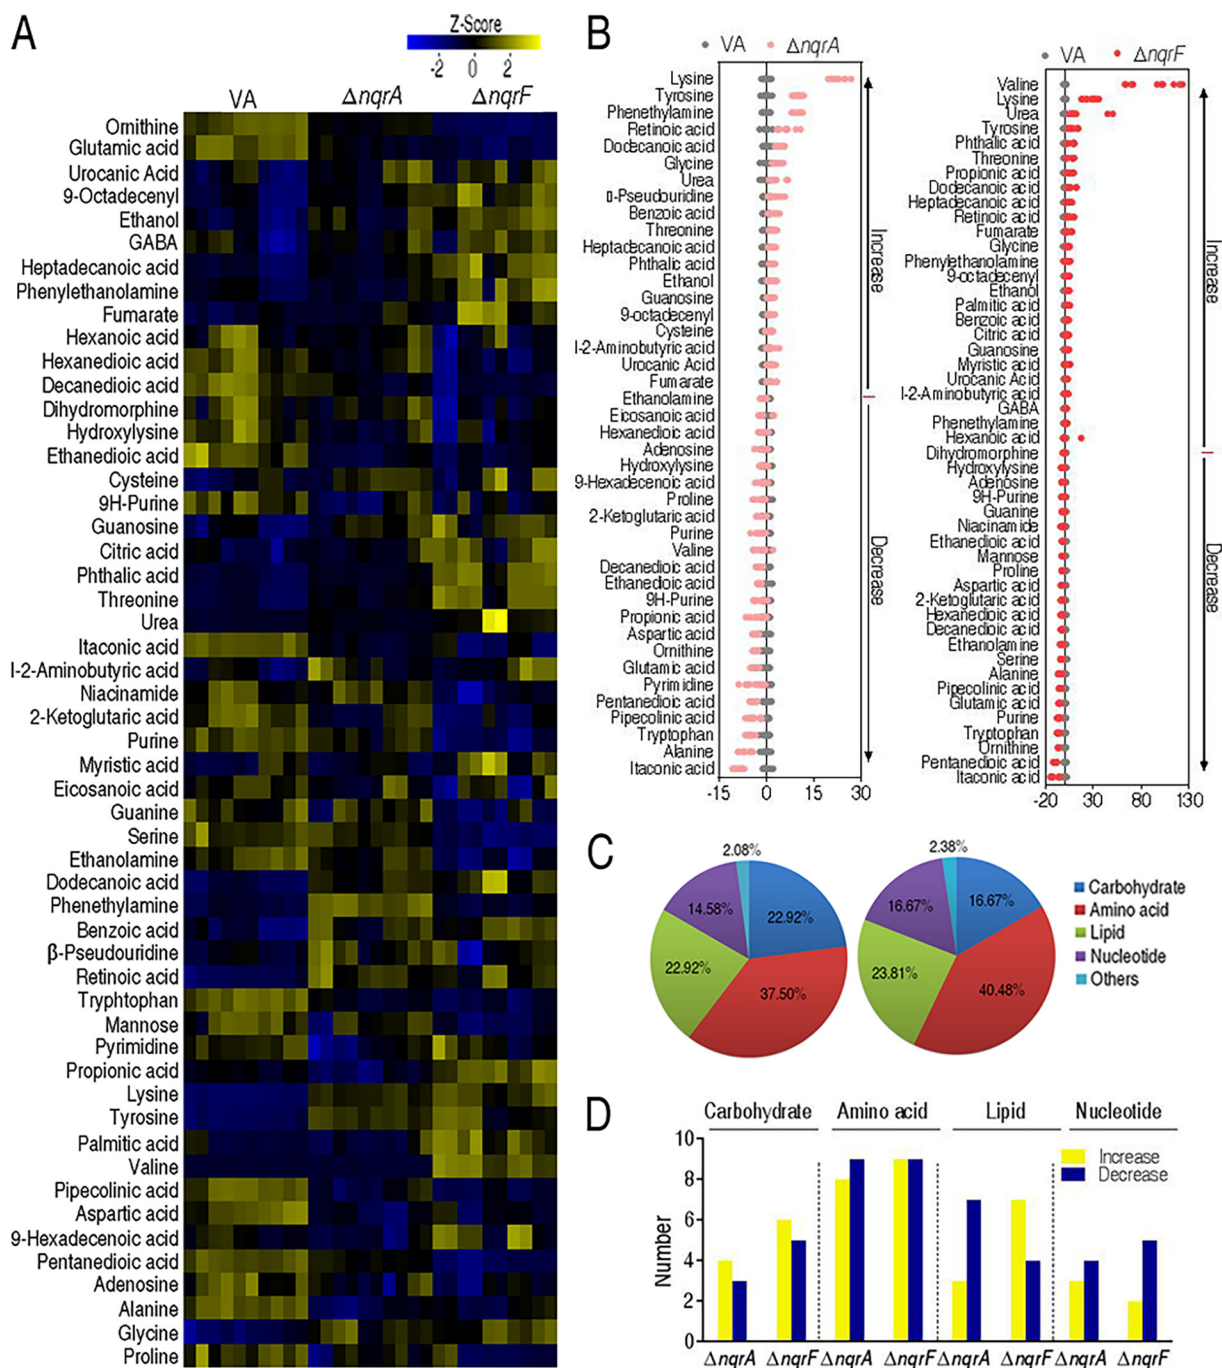 A
Z-Score
-2 0 2
VA ΔnqrA ΔnqrF
Ornithine
Glutamic acid
Urocanic Acid
9-Octadecenyl
Ethanol
GABA
Heptadecanoic acid
Phenylethanolamine
Fumarate
Hexanoic acid
Hexanedioic acid
Decanedioic acid
Dihydromorphine
Hydroxylysine
Ethanedioic acid
Cysteine
9H-Purine
Guanosine
Citric acid
Phthalic acid
Threonine
Urea
Itaconic acid
l-2-Aminobutyric acid
Niacinamide
2-Ketoglutaric acid
Purine
Myristic acid
Eicosanoic acid
Guanine
Serine
Ethanolamine
Dodecanoic acid
Phenethylamine
Benzoic acid
β-Pseudouridine
Retinoic acid
Tryphtophan
Mannose
Pyrimidine
Propionic acid
Lysine
Tyrosine
Palmitic acid
Valine
Pipecolinic acid
Aspartic acid
9-Hexadecenoic acid
Pentanedioic acid
Adenosine
Alanine
Glycine
Proline
B
VA ΔnqrA
Lysine
Tyrosine
Phenethylamine
Retinoic acid
Dodecanoic acid
Glycine
Urea
¤-Pseudouridine
Benzoic acid
Threonine
Heptadecanoic acid
Phthalic acid
Ethanol
Guanosine
9-octadecenyl
Cysteine
l-2-Aminobutyric acid
Urocanic Acid
Fumarate
Ethanolamine
Eicosanoic acid
Hexanedioic acid
Adenosine
Hydroxylysine
9-Hexadecenoic acid
Proline
2-Ketoglutaric acid
Purine
Valine
Decanedioic acid
Ethanedioic acid
9H-Purine
Propionic acid
Aspartic acid
Ornithine
Glutamic acid
Pyrimidine
Pentanedioic acid
Pipecolinic acid
Tryptophan
Alanine
Itaconic acid
-15 0 15 30
Increase
Decrease
VA ΔnqrF
Valine
Lysine
Urea
Tyrosine
Phthalic acid
Threonine
Propionic acid
Dodecanoic acid
Heptadecanoic acid
Retinoic acid
Fumarate
Glycine
Phenylethanolamine
9-octadecenyl
Ethanol
Palmitic acid
Benzoic acid
Citric acid
Guanosine
Myristic acid
Urocanic Acid
l-2-Aminobutyric acid
GABA
Phenethylamine
Hexanoic acid
Dihydromorphine
Hydroxylysine
Adenosine
9H-Purine
Guanine
Niacinamide
Ethanedioic acid
Mannose
Proline
Aspartic acid
2-Ketoglutaric acid
Hexanedioic acid
Decanedioic acid
Ethanolamine
Serine
Alanine
Pipecolinic acid
Glutamic acid
Purine
Tryptophan
Ornithine
Pentanedioic acid
Itaconic acid
-20 30 80 130
Increase
Decrease
C
2.08%
14.58%
22.92%
22.92%
37.50%
2.38%
16.67%
16.67%
23.81%
40.48%
Carbohydrate
Amino acid
Lipid
Nucleotide
Others
D
Carbohydrate Amino acid Lipid Nucleotide
Increase
Decrease
Number
10
8
6
4
2
0
ΔnqrA ΔnqrF ΔnqrA ΔnqrF ΔnqrA ΔnqrF ΔnqrA ΔnqrF